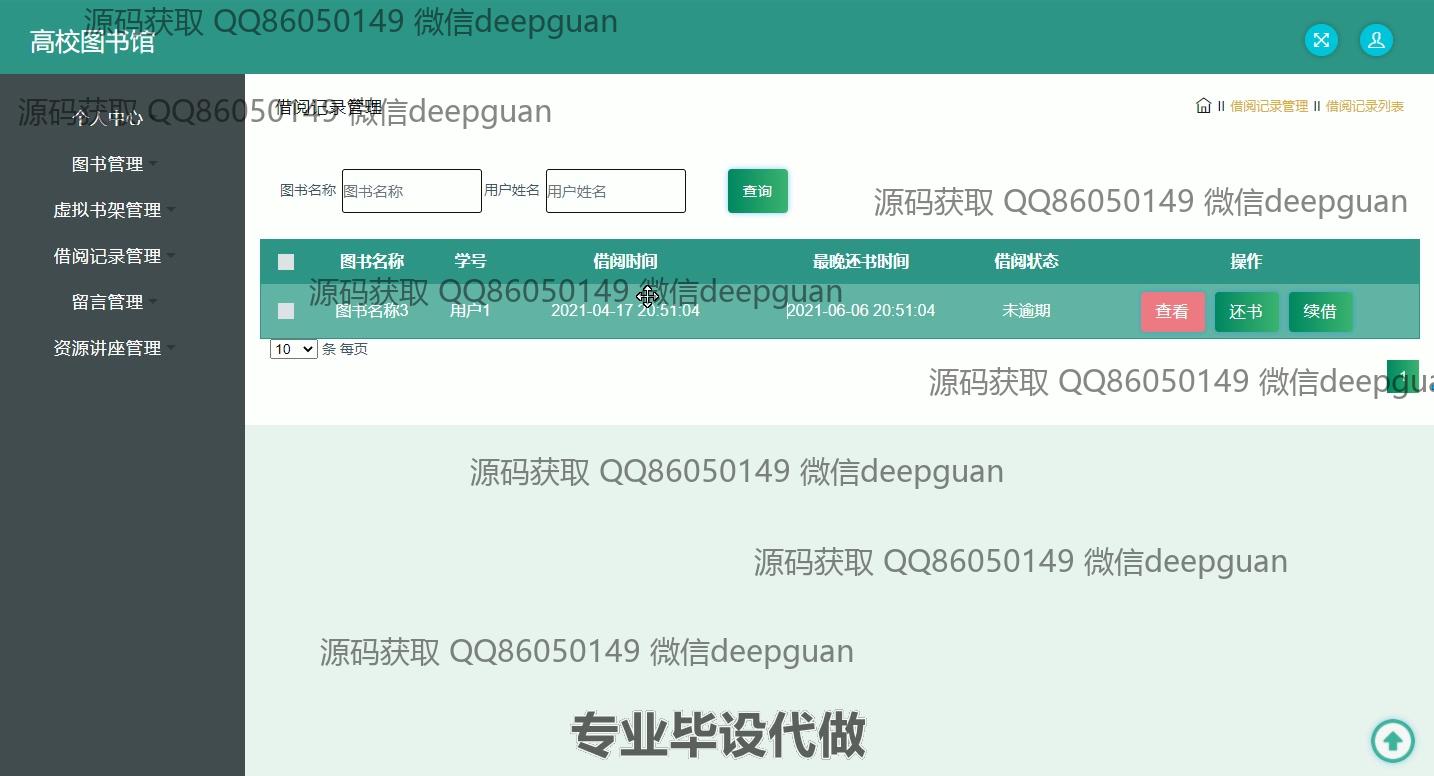 源码获取 QQ86050149 微信deepguan
高校图书馆
源码获取 QQ86050149 微信deepguan
个人中心
图书管理
虚拟书架管理
借阅记录管理
留言管理
资源讲座管理
借阅记录管理
II 借阅记录管理 II 借阅记录列表
图书名称 图书名称 用户姓名 用户姓名 查询
源码获取 QQ86050149 微信deepguan
图书名称 学号 借阅时间 最晚还书时间 借阅状态 操作
源码获取 QQ86050149 微信deepguan
图书名称3 用户1 2021-04-17 20:51:04 2021-06-06 20:51:04 未逾期 查看 还书 续借
10 条 每页
1
源码获取 QQ86050149 微信deepgua
源码获取 QQ86050149 微信deepguan
源码获取 QQ86050149 微信deepguan
源码获取 QQ86050149 微信deepguan
专业毕设代做